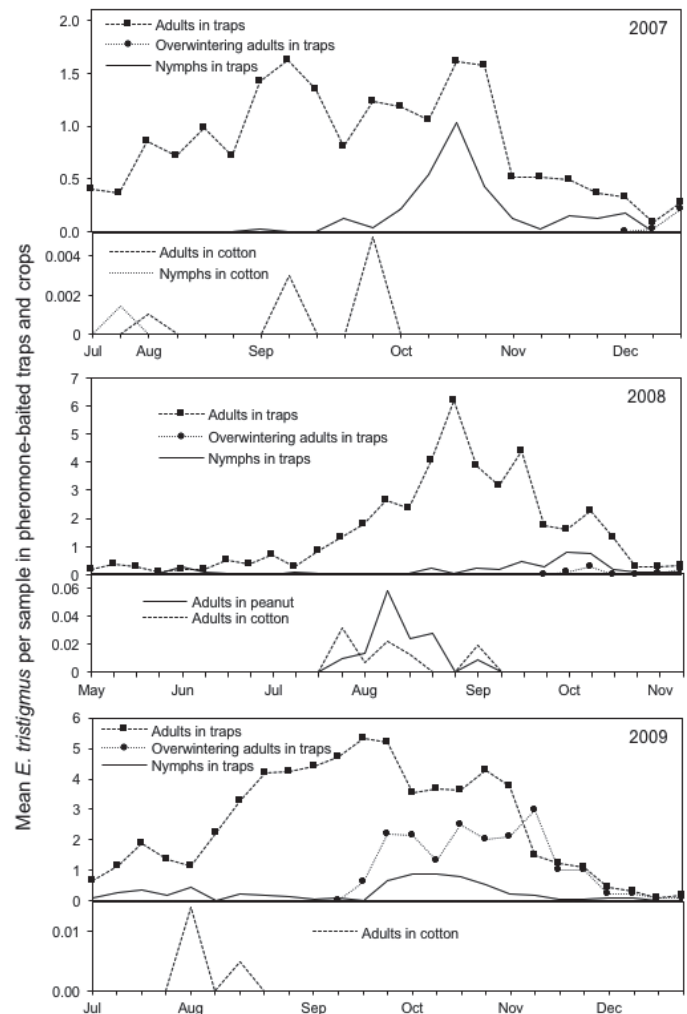 Mean E. tristigmus per sample in pheromone-baited traps and crops
2007
2.0
1.5
1.0
0.5
0.0
Adults in traps
Overwintering adults in traps
Nymphs in traps
0.004
0.002
0
Adults in cotton
Nymphs in cotton
Jul Aug Sep Oct Nov Dec
2008
7
6
5
4
3
2
1
0
Adults in traps
Overwintering adults in traps
Nymphs in traps
0.06
0.04
0.02
0
Adults in peanut
Adults in cotton
May Jun Jul Aug Sep Oct Nov
2009
6
5
4
3
2
1
0
Adults in traps
Overwintering adults in traps
Nymphs in traps
0.01
0.00
Adults in cotton
Jul Aug Sep Oct Nov Dec